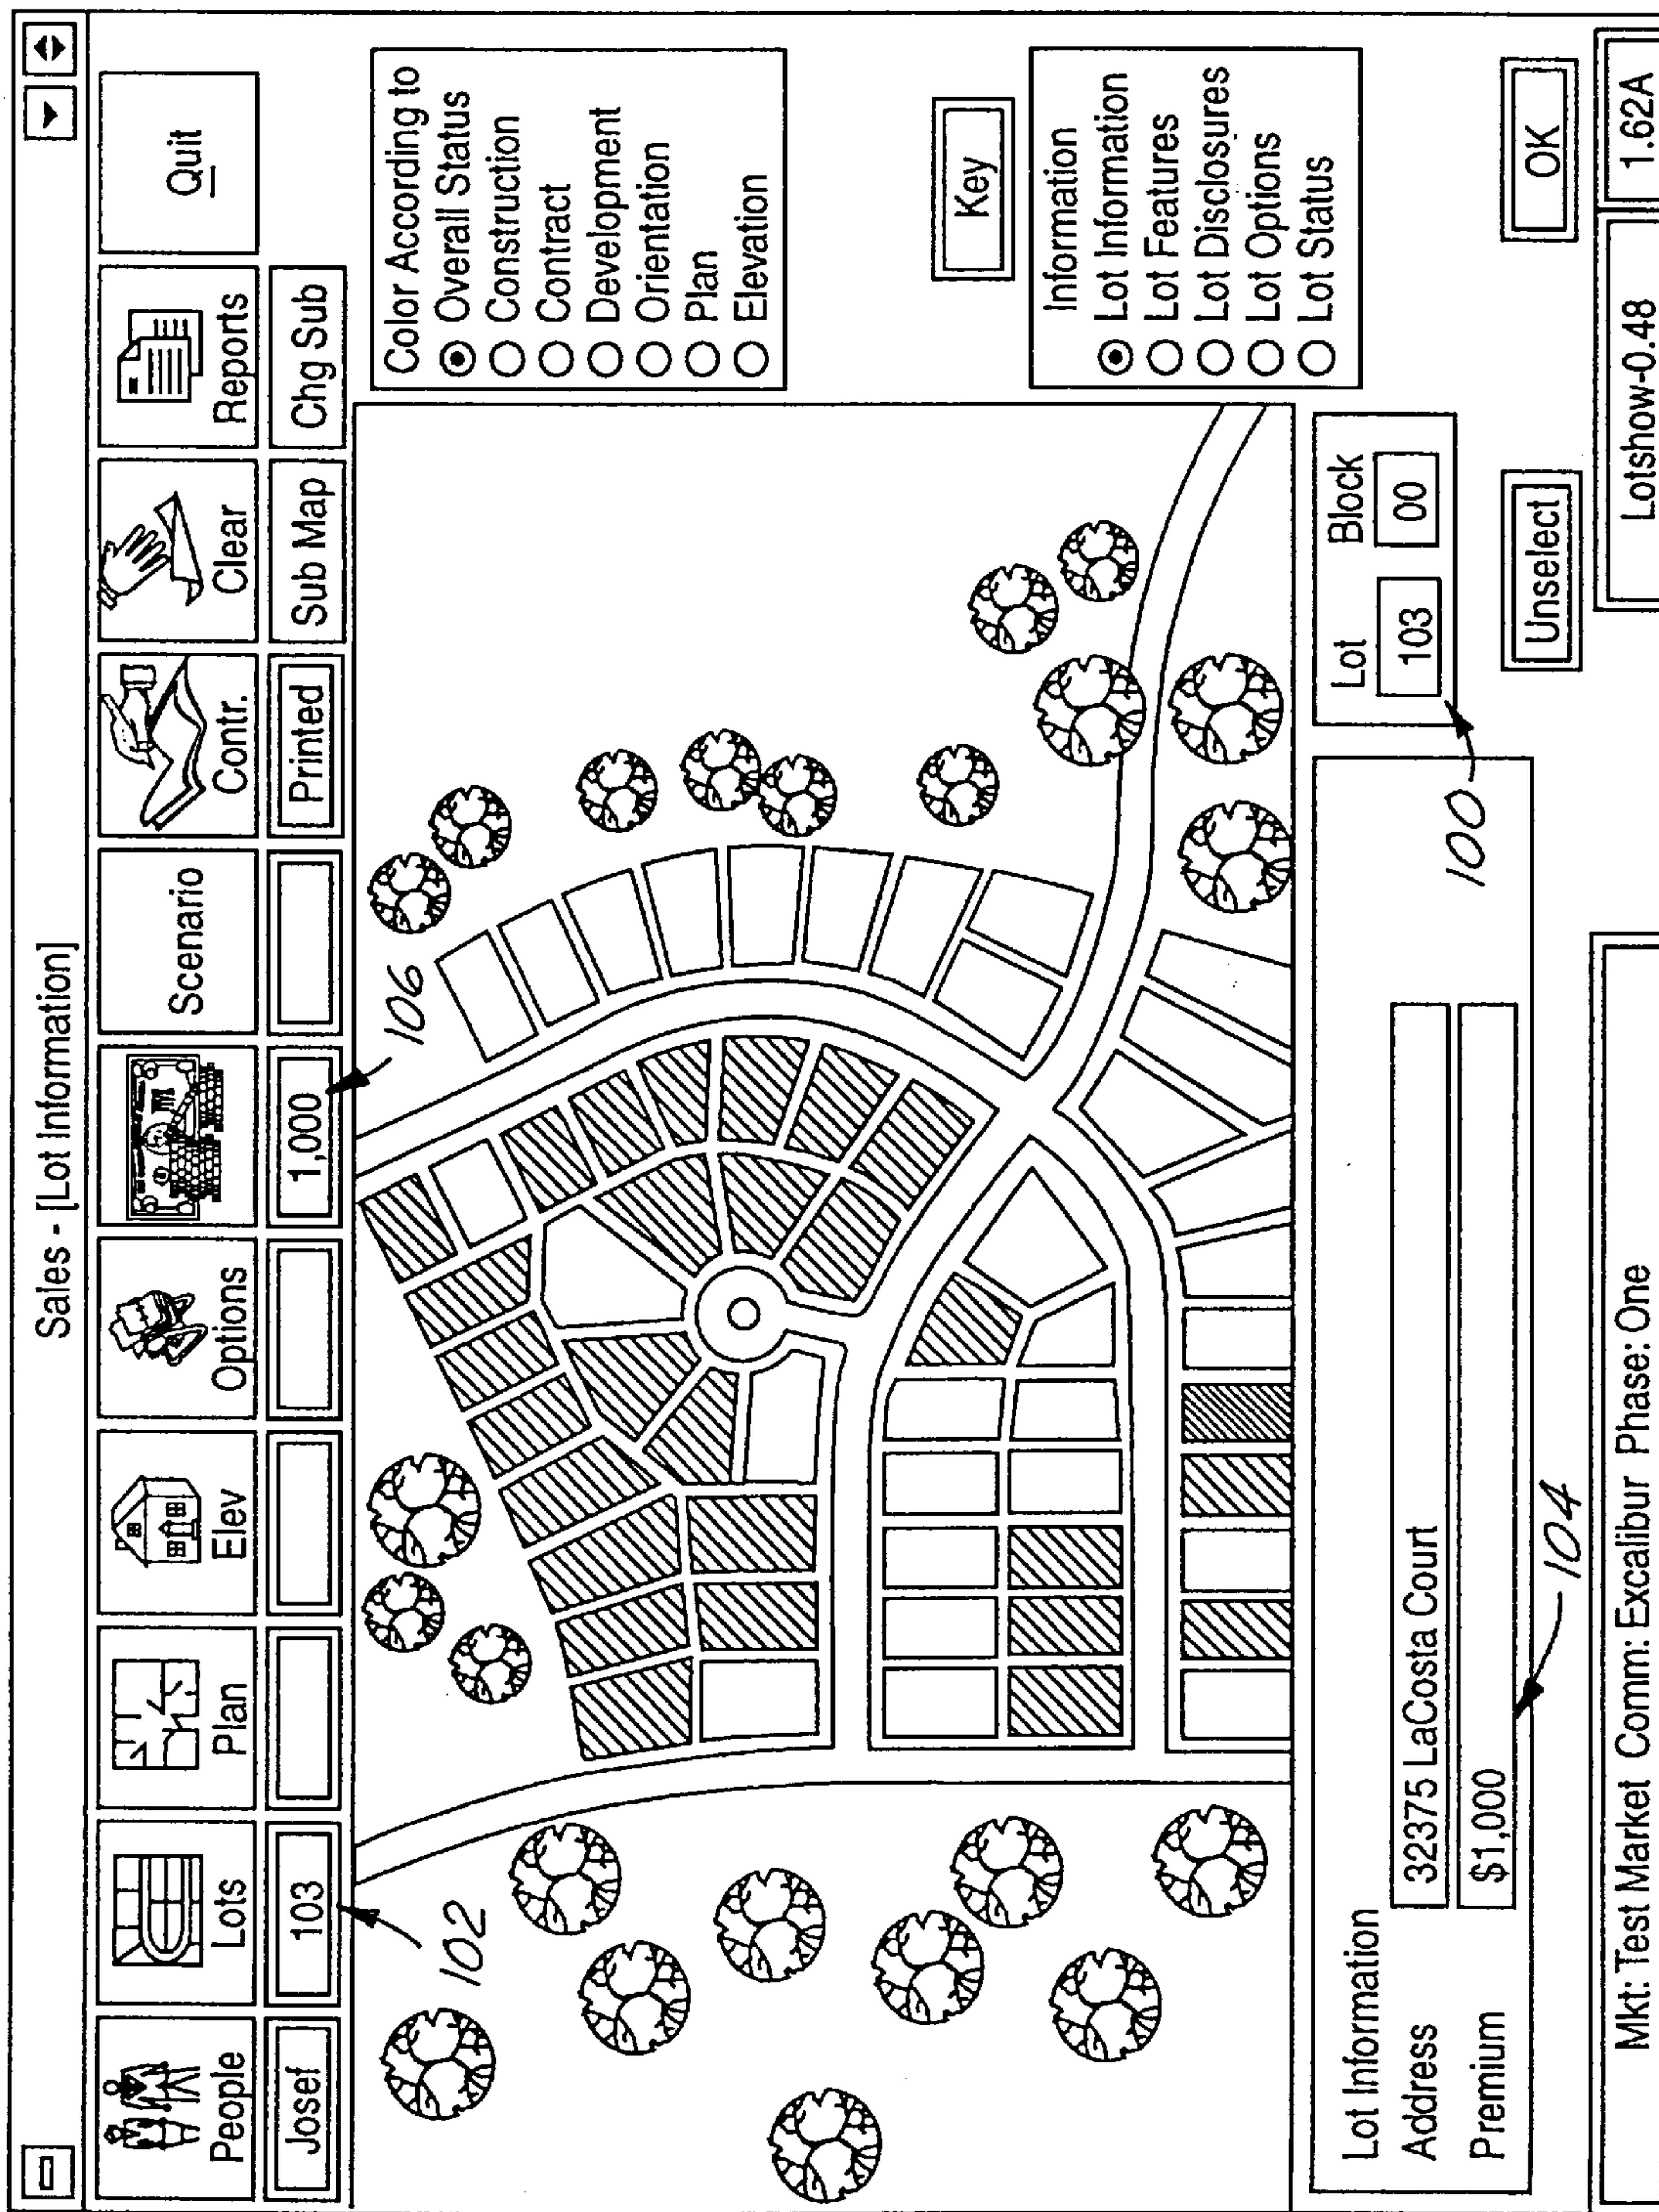 Sales - [Lot Information]
People
Lots
Plan
Elev
Options
Scenario
Contr.
Clear
Reports
Quit
Josef
103
1,000
Printed
Sub Map
Chg Sub
102
106
Color According to
Overall Status
Construction
Contract
Development
Orientation
Plan
Elevation
Key
Information
Lot Information
Lot Features
Lot Disclosures
Lot Options
Lot Status
Lot Information
Address 32375 LaCosta Court
Premium $1,000
104
Lot Block
103 00
100
Unselect
OK
Mkt: Test Market Comm: Excalibur Phase: One
Lotshow-0.48
1.62A